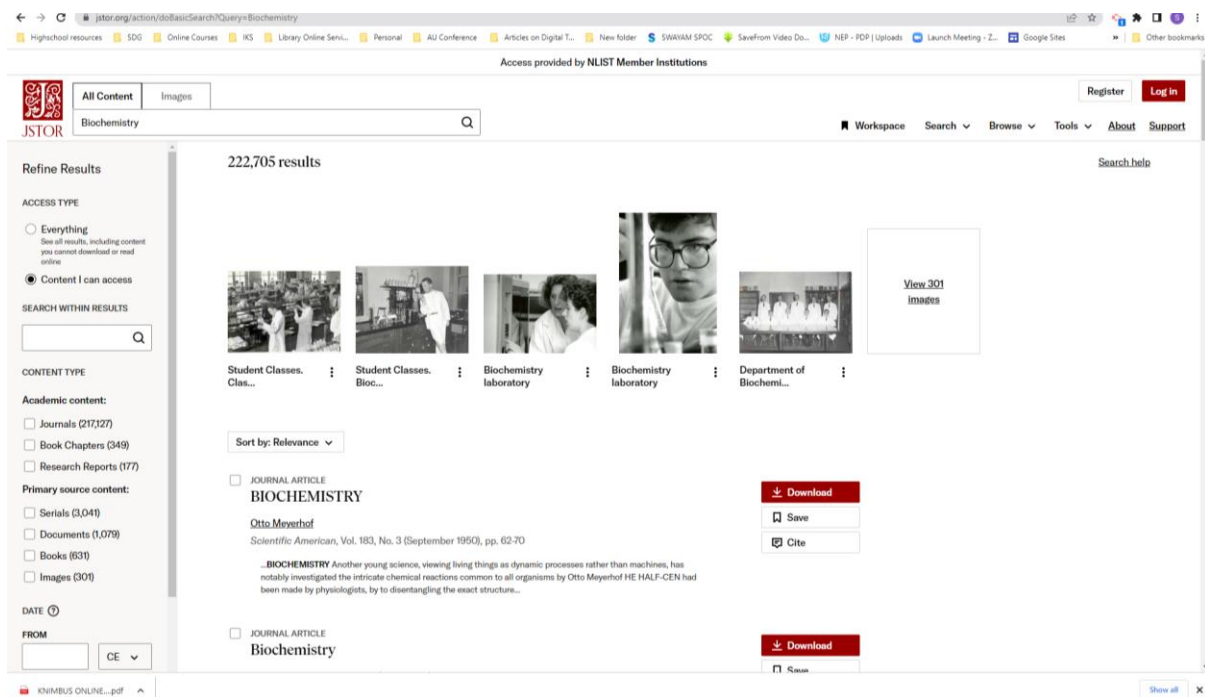 jstor.org/action/doBasicSearch?Query=Biochemistry
Highschool resources SDG Online Courses IKS Library Online Servi... Personal AU Conference Articles on Digital T... New folder SWAYAM SPOC SaveFrom Video Do... NEP - PDP | Uploads Launch Meeting - Z... Google Sites » Other bookmarks
Access provided by NLIST Member Institutions
All Content Images
Register Log in
JSTOR
Biochemistry
Workspace Search Browse Tools About Support
Refine Results
222,705 results
Search help
ACCESS TYPE
Everything
See all results, including content
you cannot download or read
online
Content I can access
SEARCH WITHIN RESULTS
View 301
images
Student Classes.
Clas...
Student Classes.
Bioc...
Biochemistry
laboratory
Biochemistry
laboratory
Department of
Biochemi...
CONTENT TYPE
Academic content:
Journals (217,127)
Book Chapters (349)
Research Reports (177)
Primary source content:
Serials (3,041)
Documents (1,079)
Books (631)
Images (301)
DATE
FROM
CE
Sort by: Relevance
JOURNAL ARTICLE
BIOCHEMISTRY
Otto Meyerhof
Scientific American, Vol. 183, No. 3 (September 1950), pp. 62-70
...BIOCHEMISTRY Another young science, viewing living things as dynamic processes rather than machines, has
notably investigated the intricate chemical reactions common to all organisms by Otto Meyerhof HE HALF-CEN had
been made by physiologists, by to disentangling the exact structure...
Download
Save
Cite
JOURNAL ARTICLE
Biochemistry
Download
Save
KNIMBUS ONLINE....pdf
Show all